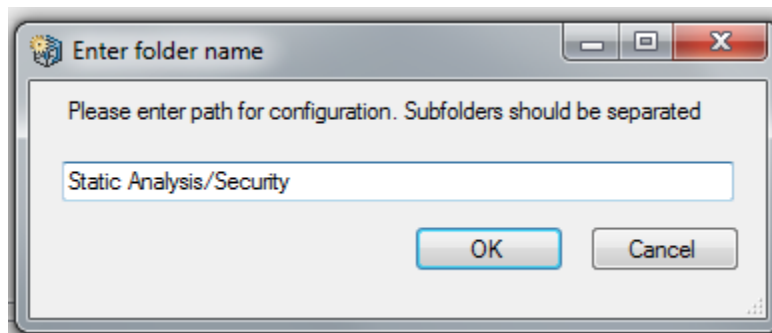 Enter folder name
Please enter path for configuration. Subfolders should be separated
Static Analysis/Security
OK
Cancel